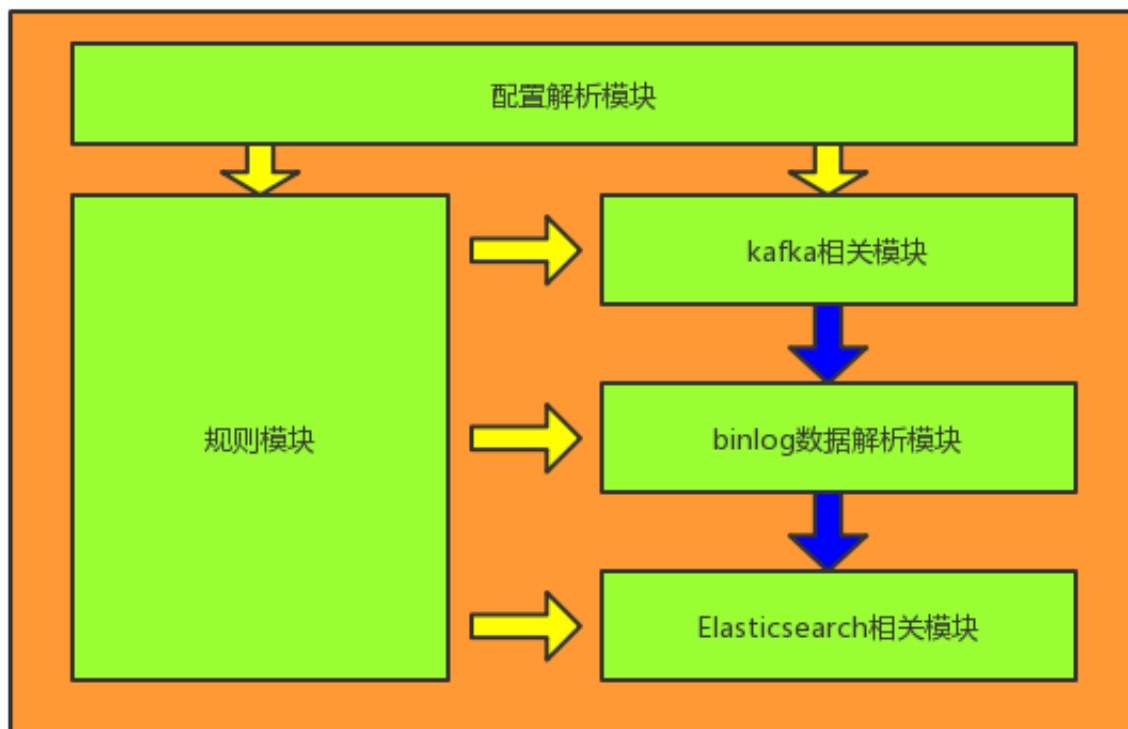 配置解析模块
kafka相关模块
规则模块
binlog数据解析模块
Elasticsearch相关模块